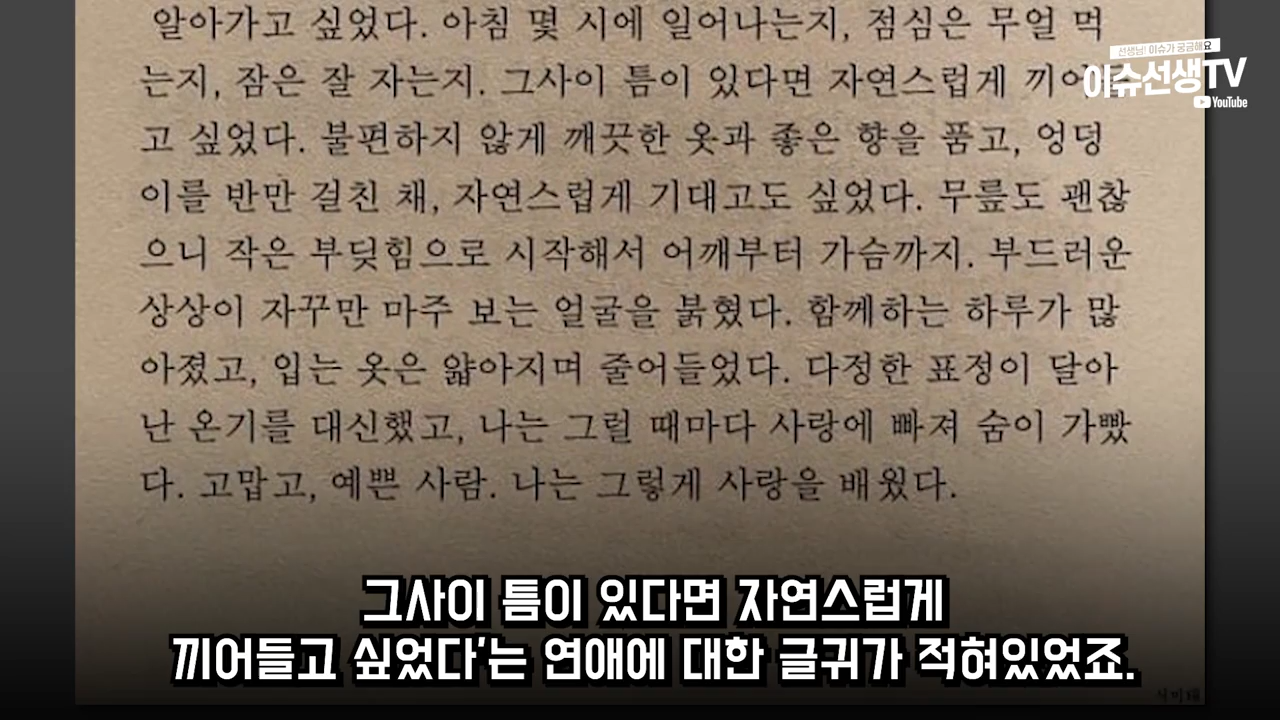 알아가고 싶었다. 아침 몇 시에 일어나는지, 점심은 무얼 먹
는지, 잠은 잘 자는지. 그사이 틈이 있다면 자연스럽게
고 싶었다. 불편하지 않게 깨끗한 옷과 좋은 향을 품고, 엉덩
이를 반만 걸친 채, 자연스럽게 기대고도 싶었다. 무릎도 괜찮
으니 작은 부딪힘으로 시작해서 어깨부터 가슴까지. 부드러운
상상이 자꾸만 마주 보는 얼굴을 붉혔다. 함께하는 하루가 많
아졌고, 입는 옷은 얇아지며 줄어들었다. 다정한 표정이 달아
난 온기를 대신했고, 나는 그럴 때마다 사랑에 빠져 숨이 가빴
다. 고맙고, 예쁜 사람. 나는 그렇게 사랑을 배웠다.
선생님! 이슈가 궁금해요
이슈선생TV
YouTube
그사이 틈이 있다면 자연스럽게
끼어들고 싶었다'는 연애에 대한 글귀가 적혀있었죠.